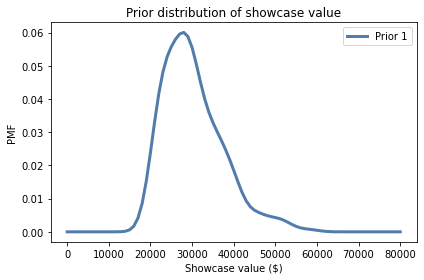 Prior distribution of showcase value
Prior 1
0.06
0.05
0.04
0.03
0.02
0.01
0.00
PMF
0 10000 20000 30000 40000 50000 60000 70000 80000
Showcase value ($)